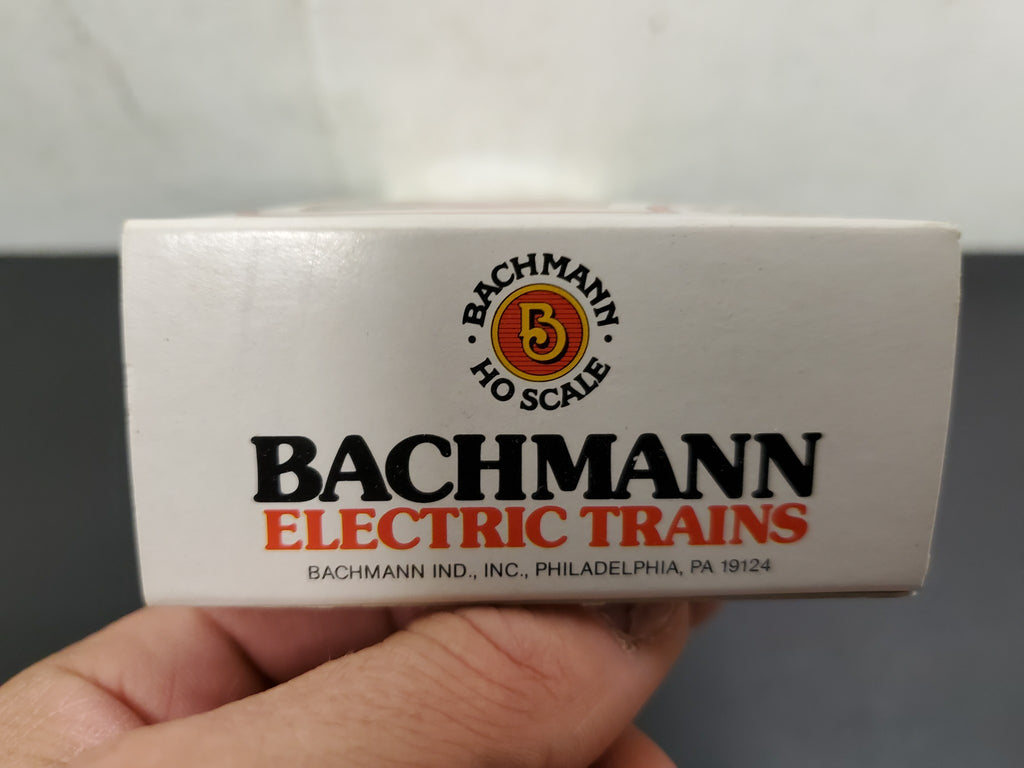 · BACHMANN ·
B
HO SCALE
BACHMANN
ELECTRIC TRAINS
BACHMANN IND., INC., PHILADELPHIA, PA 19124